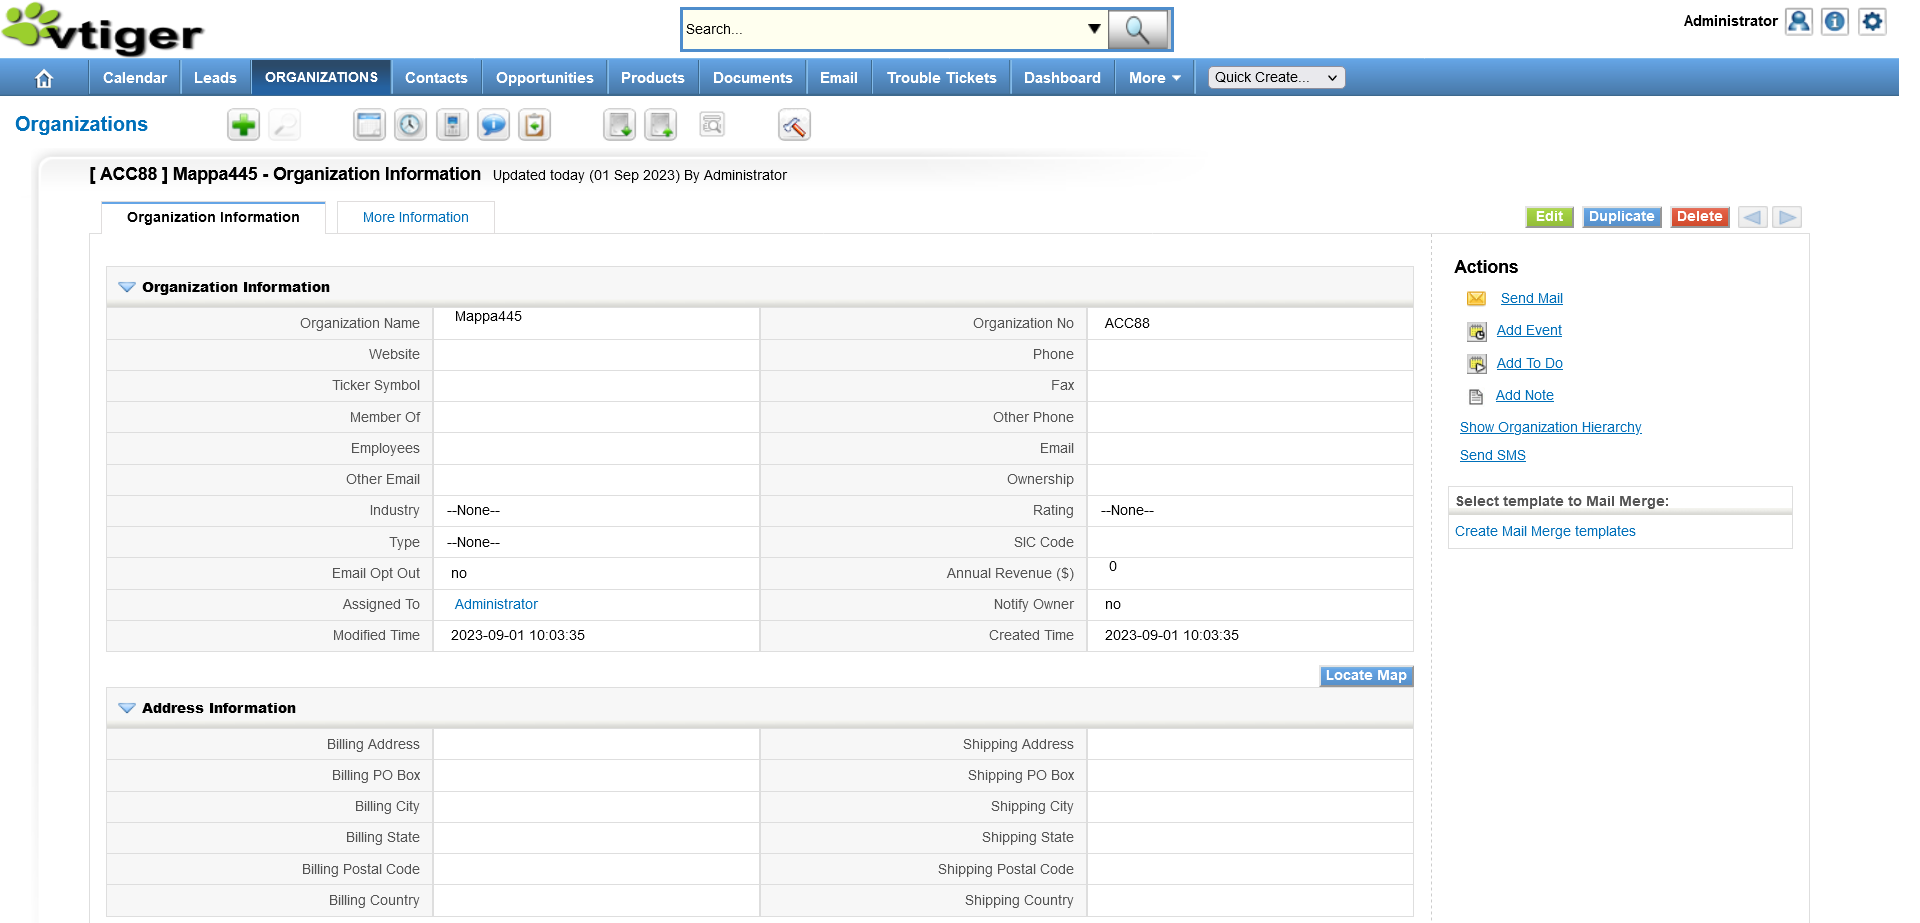 vtiger
Search...
Administrator
Calendar Leads ORGANIZATIONS Contacts Opportunities Products Documents Email Trouble Tickets Dashboard More Quick Create...
Organizations
[ ACC88 ] Mappa445 - Organization Information Updated today (01 Sep 2023) By Administrator
Organization Information More Information
Edit Duplicate Delete
Organization Information
Organization Name Mappa445 Organization No ACC88
Website Phone
Ticker Symbol Fax
Member Of Other Phone
Employees Email
Other Email Ownership
Industry --None-- Rating --None--
Type --None-- SIC Code
Email Opt Out no Annual Revenue ($) 0
Assigned To Administrator Notify Owner no
Modified Time 2023-09-01 10:03:35 Created Time 2023-09-01 10:03:35
Locate Map
Address Information
Billing Address Shipping Address
Billing PO Box Shipping PO Box
Billing City Shipping City
Billing State Shipping State
Billing Postal Code Shipping Postal Code
Billing Country Shipping Country
Actions
Send Mail
Add Event
Add To Do
Add Note
Show Organization Hierarchy
Send SMS
Select template to Mail Merge:
Create Mail Merge templates